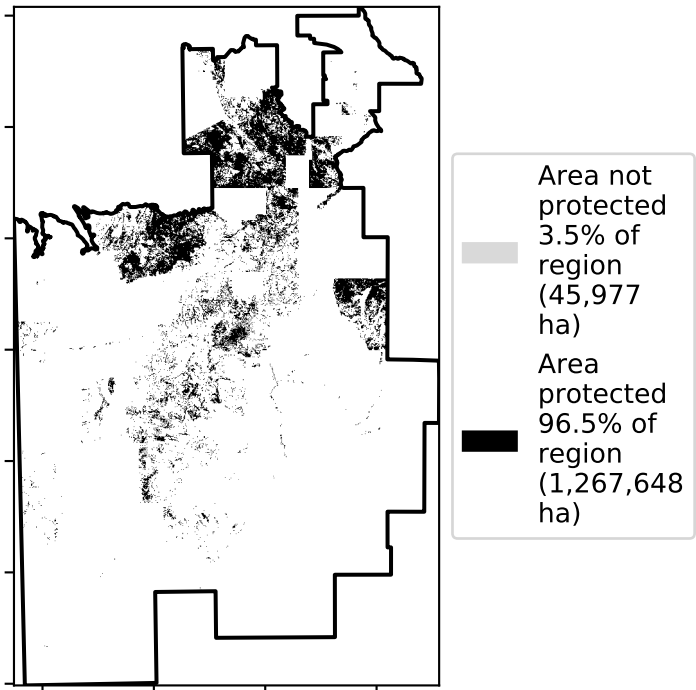 Area not
protected
3.5% of
region
(45,977
ha)
Area
protected
96.5% of
region
(1,267,648
ha)